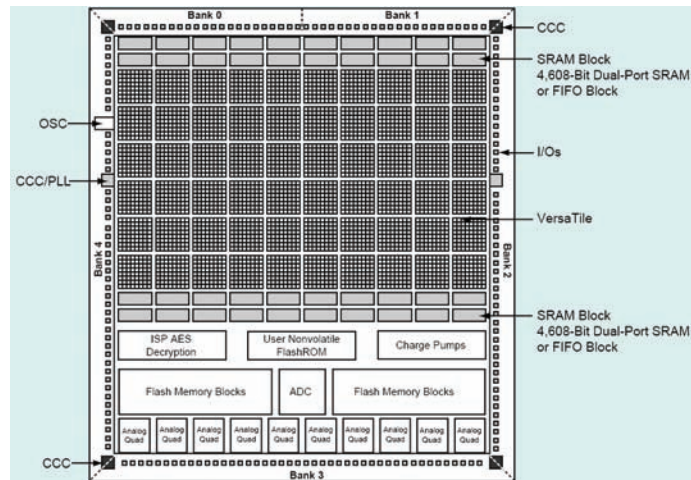 Bank 0
Bank 1
CCC
SRAM Block
4,608-Bit Dual-Port SRAM
or FIFO Block
OSC
I/Os
CCC/PLL
VersaTile
Bank 4
Bank 2
SRAM Block
4,608-Bit Dual-Port SRAM
or FIFO Block
ISP AES
Decryption
User Nonvolatile
FlashROM
Charge Pumps
Flash Memory Blocks
ADC
Flash Memory Blocks
Analog
Quad
Analog
Quad
Analog
Quad
Analog
Quad
Analog
Quad
Analog
Quad
Analog
Quad
Analog
Quad
Analog
Quad
Analog
Quad
CCC
Bank 3